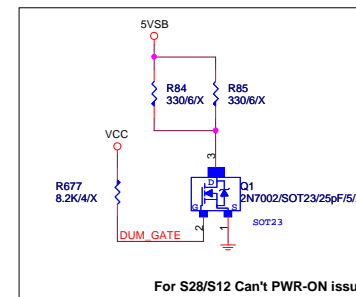 5VSB
R84
330/6/X
R85
330/6/X
VCC
R677
8.2K/4/X
3
D
G
S
Q1
2N7002/SOT23/25pF/5/
SOT23
2
1
DUM_GATE
For S28/S12 Can't PWR-ON issu